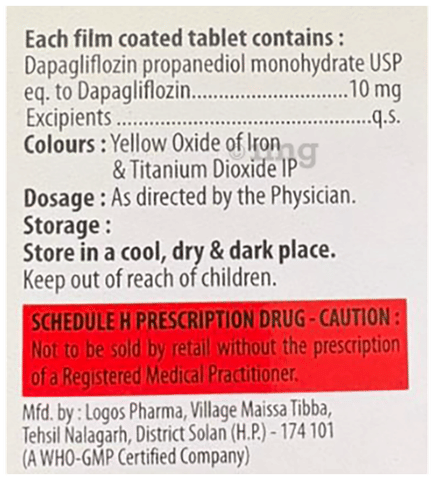 Each film coated tablet contains :
Dapagliflozin propanediol monohydrate USP
eq. to Dapagliflozin............................10 mg
Excipients ..............................................q.s.
Colours : Yellow Oxide of Iron
& Titanium Dioxide IP
Dosage : As directed by the Physician.
Storage :
Store in a cool, dry & dark place.
Keep out of reach of children.
SCHEDULE H PRESCRIPTION DRUG - CAUTION :
Not to be sold by retail without the prescription
of a Registered Medical Practitioner.
Mfd. by : Logos Pharma, Village Maissa Tibba,
Tehsil Nalagarh, District Solan (H.P.) - 174 101
(A WHO-GMP Certified Company)